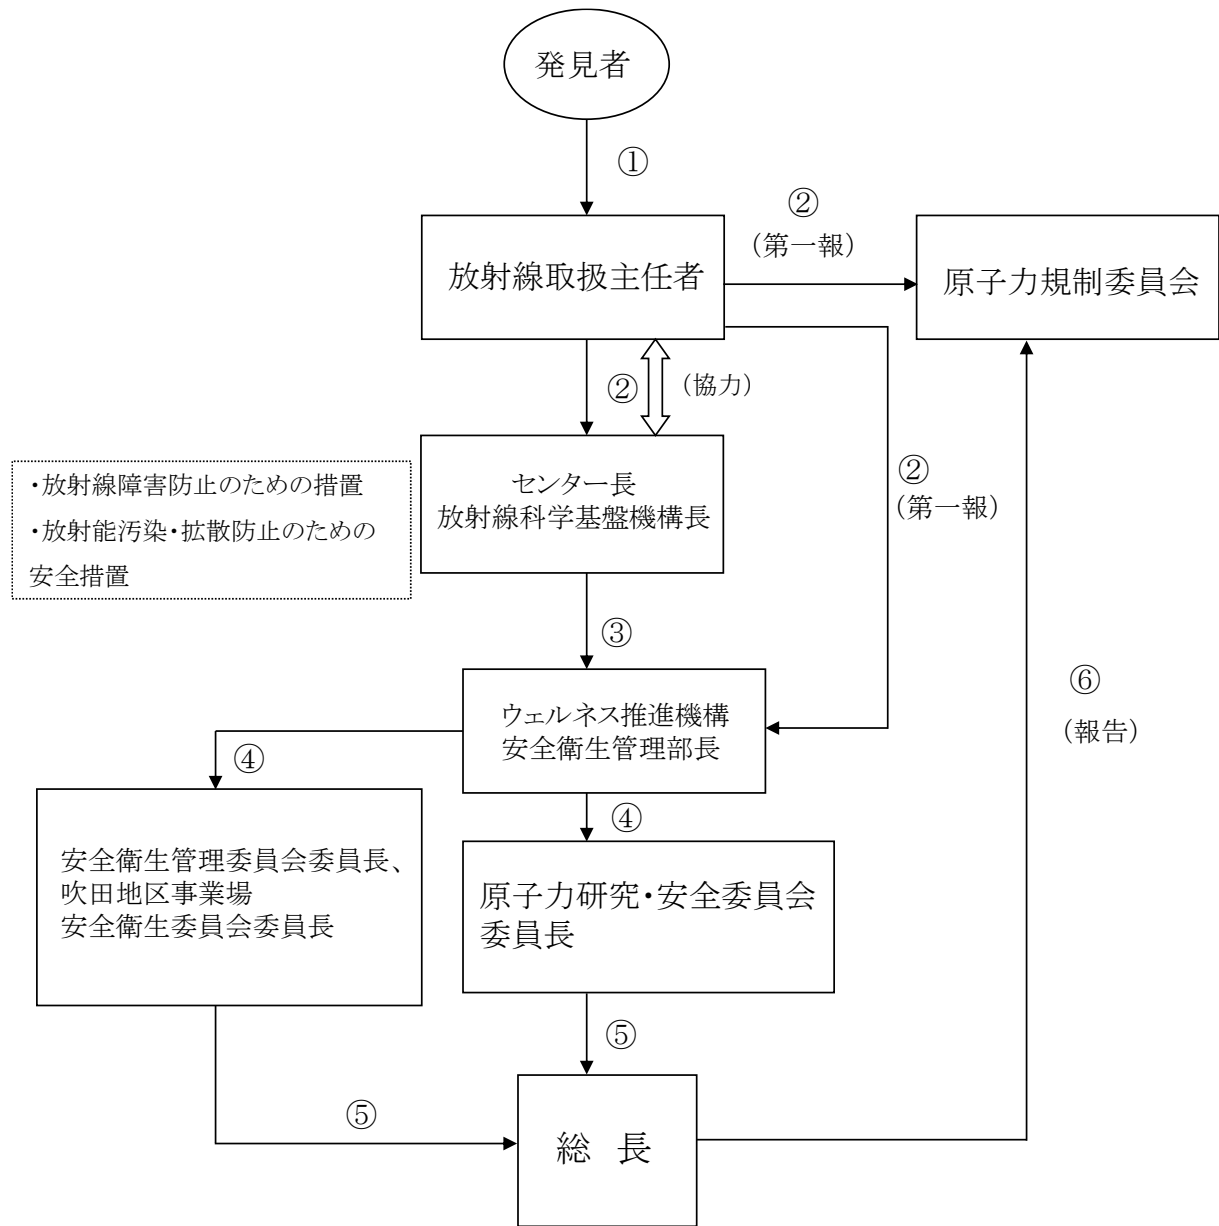 発見者
①
②
(第一報)
放射線取扱主任者
原子力規制委員会
②
(協力)
センター長
放射線科学基盤機構長
・放射線障害防止のための措置
・放射能汚染・拡散防止のための
安全措置
②
(第一報)
③
ウェルネス推進機構
安全衛生管理部長
⑥
(報告)
④
④
安全衛生管理委員会委員長、
吹田地区事業場
安全衛生委員会委員長
原子力研究・安全委員会
委員長
⑤
⑤
総 長